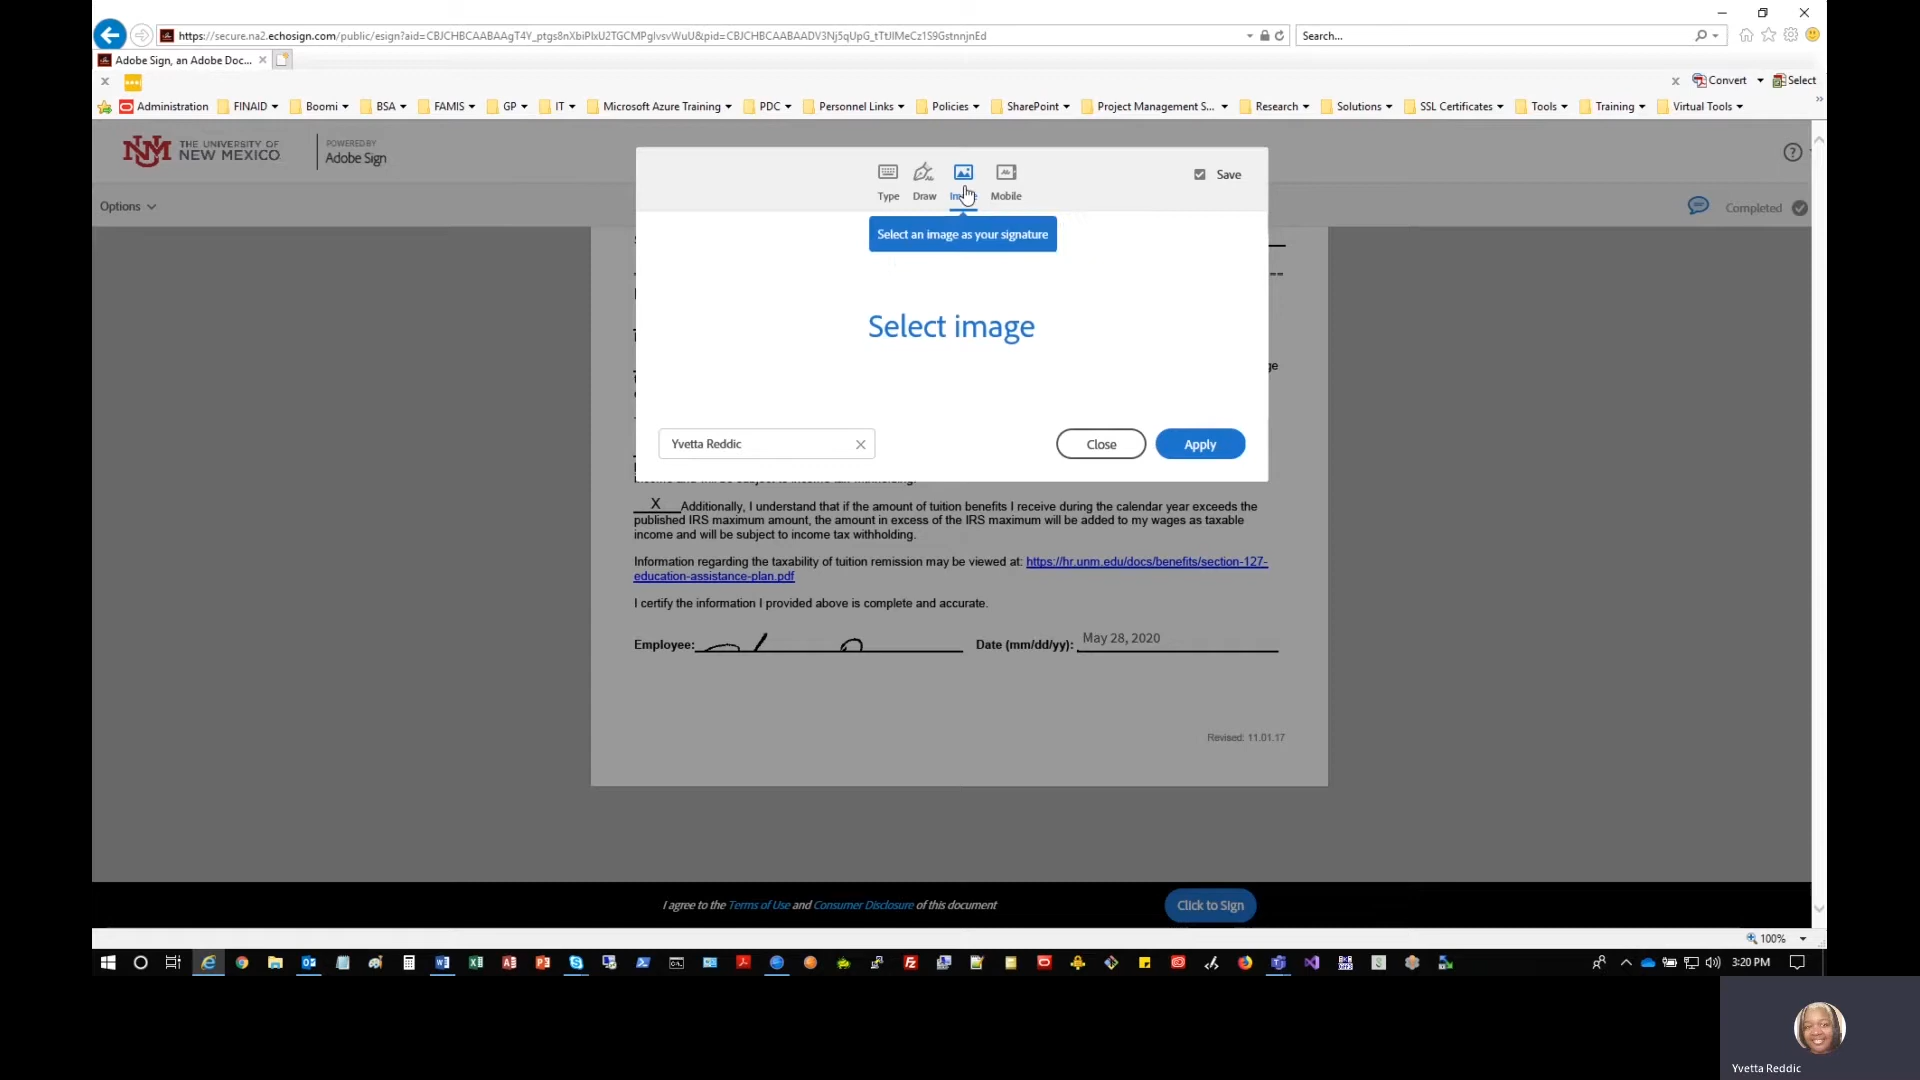 https://secure.na2.echosign.com/public/esign?aid=CBJCHBCAABAAgT4Y_ptgs8nXbiPlxU2TGCMPglvsvWuU&pid=CBJCHBCAABAADV3Nj5qUpG_tTtJlMeCz1S9GstnnjnEd
Search...
Adobe Sign, an Adobe Doc...
Convert
Select
Administration FINAID Boomi BSA FAMIS GP IT Microsoft Azure Training PDC Personnel Links Policies SharePoint Project Management S... Research Solutions SSL Certificates Tools Training Virtual Tools
THE UNIVERSITY OF
NEW MEXICO
POWERED BY
Adobe Sign
Options
Completed
Type Draw Mobile
Save
Select an image as your signature
Select image
Yvetta Reddic
Close
Apply
X Additionally, I understand that if the amount of tuition benefits I receive during the calendar year exceeds the
published IRS maximum amount, the amount in excess of the IRS maximum will be added to my wages as taxable
income and will be subject to income tax withholding.
Information regarding the taxability of tuition remission may be viewed at: https://hr.unm.edu/docs/benefits/section-127-
education-assistance-plan.pdf
I certify the information I provided above is complete and accurate.
Employee: Date (mm/dd/yy): May 28, 2020
Revised: 11.01.17
I agree to the Terms of Use and Consumer Disclosure of this document
Click to Sign
100%
3:20 PM
Yvetta Reddic